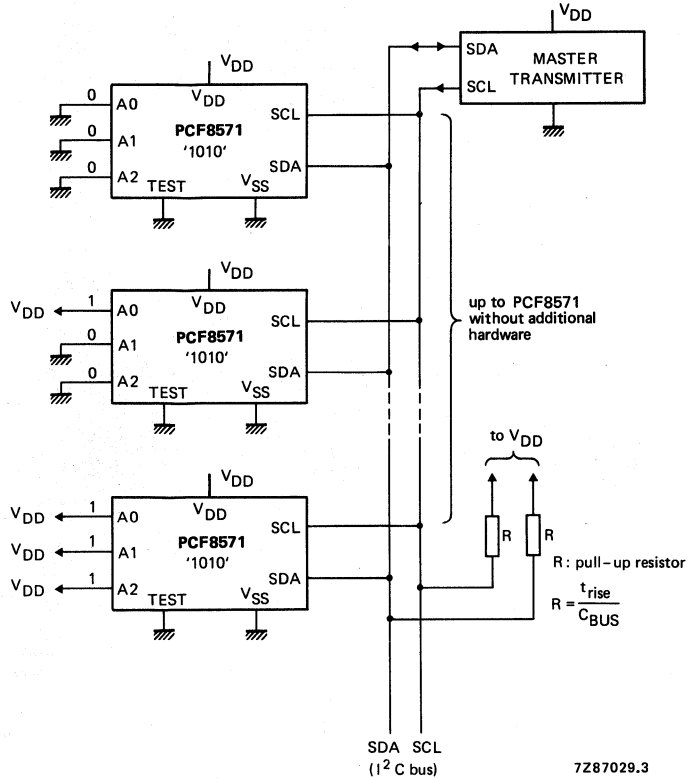 VDD
SDA
MASTER
TRANSMITTER
SCL
VDD
0 A0
VDD
SCL
PCF8571
'1010'
0 A1
SDA
0 A2
TEST
VSS
VDD
VDD 1 A0
VDD
SCL
PCF8571
'1010'
0 A1
SDA
0 A2
TEST
VSS
up to PCF8571
without additional
hardware
to VDD
R
R
R : pull-up resistor
R = trise
CBUS
VDD
VDD 1 A0
VDD
SCL
PCF8571
'1010'
VDD 1 A1
SDA
VDD 1 A2
TEST
VSS
SDA SCL
(I2C bus)
7Z87029.3